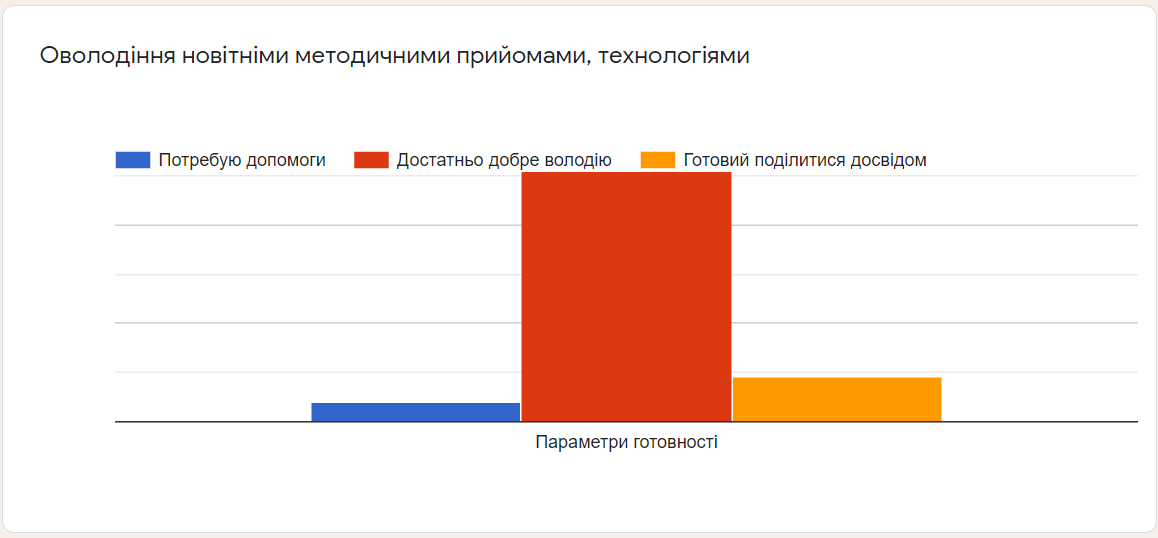 Оволодіння новітніми методичними прийомами, технологіями
Потребую допомоги Достатньо добре володію Готовий поділитися досвідом
Параметри готовності